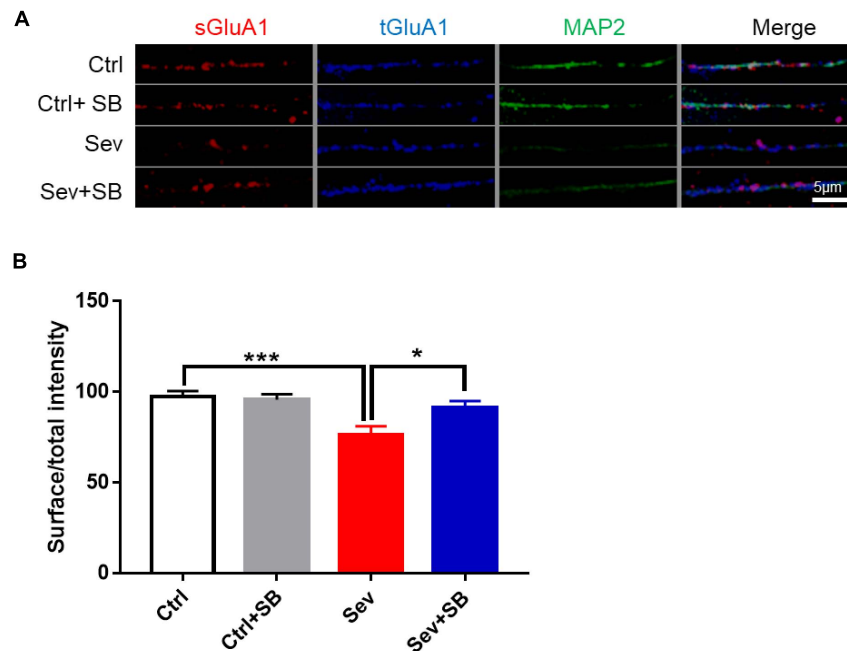 A
sGluA1 tGluA1 MAP2 Merge
Ctrl
Ctrl+ SB
Sev
Sev+SB
5μm
B
Surface/total intensity
150
100
50
0
***
*
Ctrl
Ctrl+SB
Sev
Sev+SB